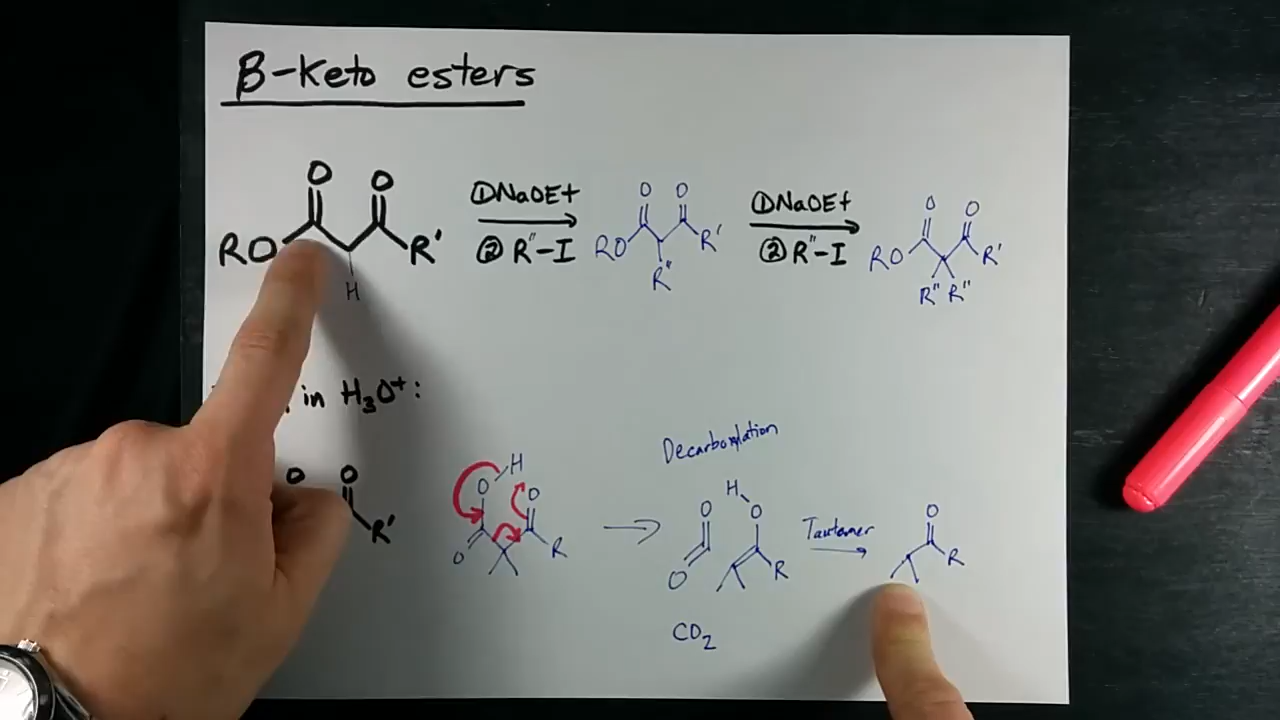 β-Keto esters
O O
RO R'
H
①NaOEt
②R"-I
O O
RO R'
R"
①NaOEt
②R"-I
O O
RO R'
R" R"
in H₃O⁺:
O O
R'
H
O O
O R
Decarboxylation
O
O
CO₂
H O
R
Tautomer
O
R